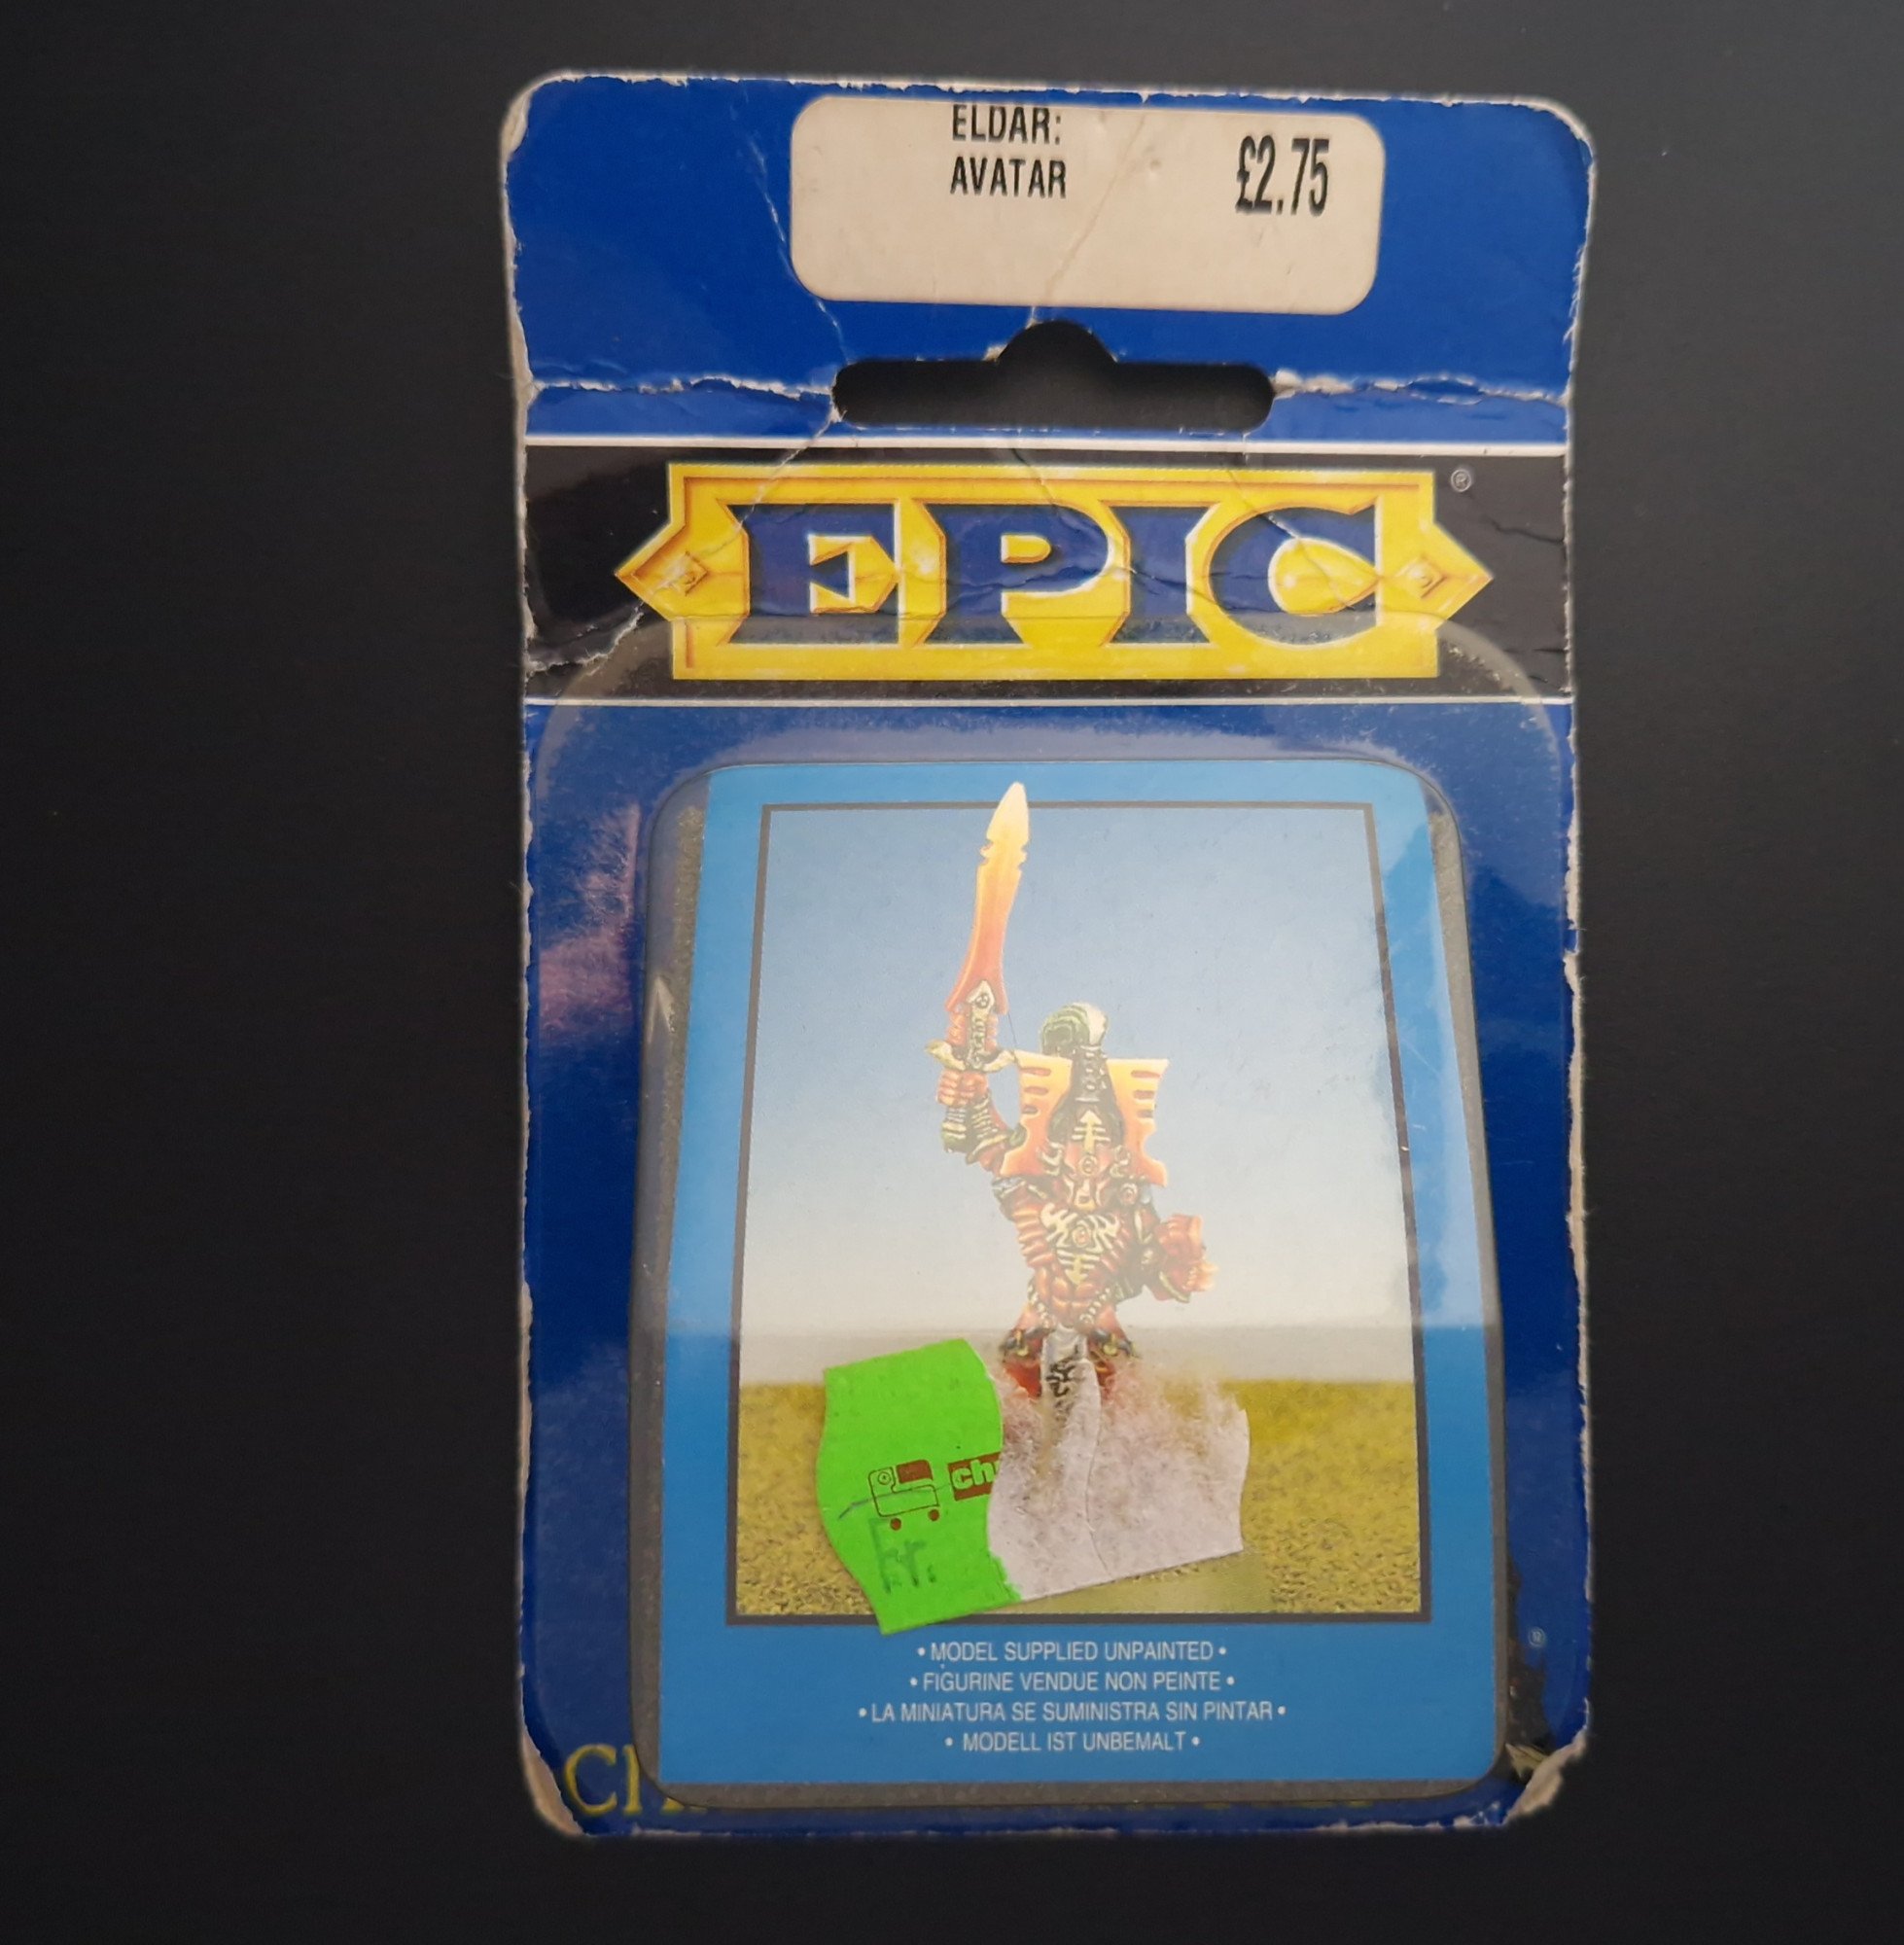 ELDAR:
AVATAR
£2.75
EPIC®
Fr.
• MODEL SUPPLIED UNPAINTED •
• FIGURINE VENDUE NON PEINTE •
• LA MINIATURA SE SUMINISTRA SIN PINTAR •
• MODELL IST UNBEMALT •
®